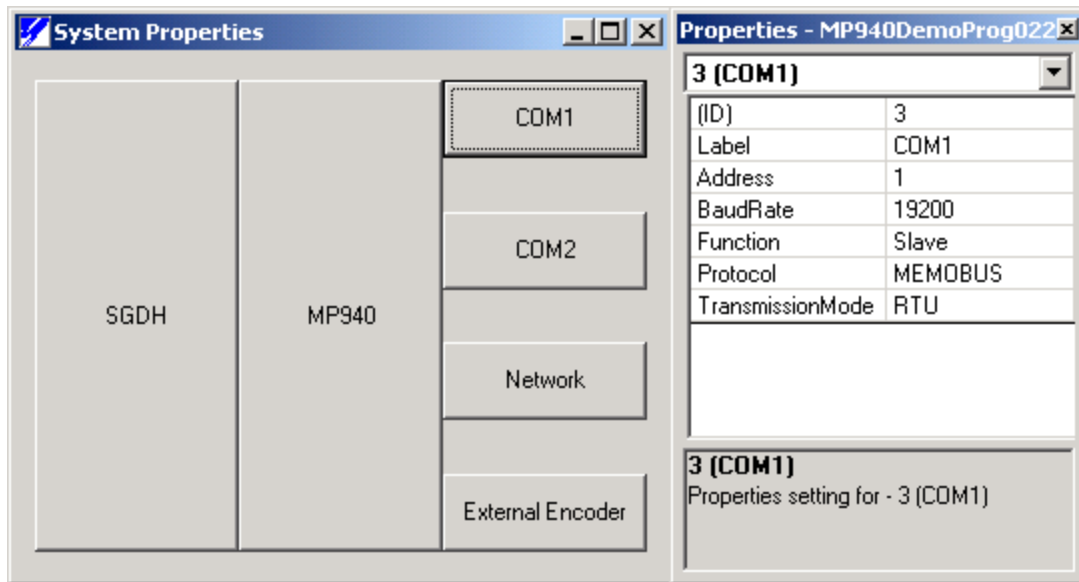 System Properties
SGDH
MP940
COM1
COM2
Network
External Encoder
Properties - MP940DemoProg022
3 (COM1)
(ID) 3
Label COM1
Address 1
BaudRate 19200
Function Slave
Protocol MEMOBUS
TransmissionMode RTU
3 (COM1)
Properties setting for - 3 (COM1)